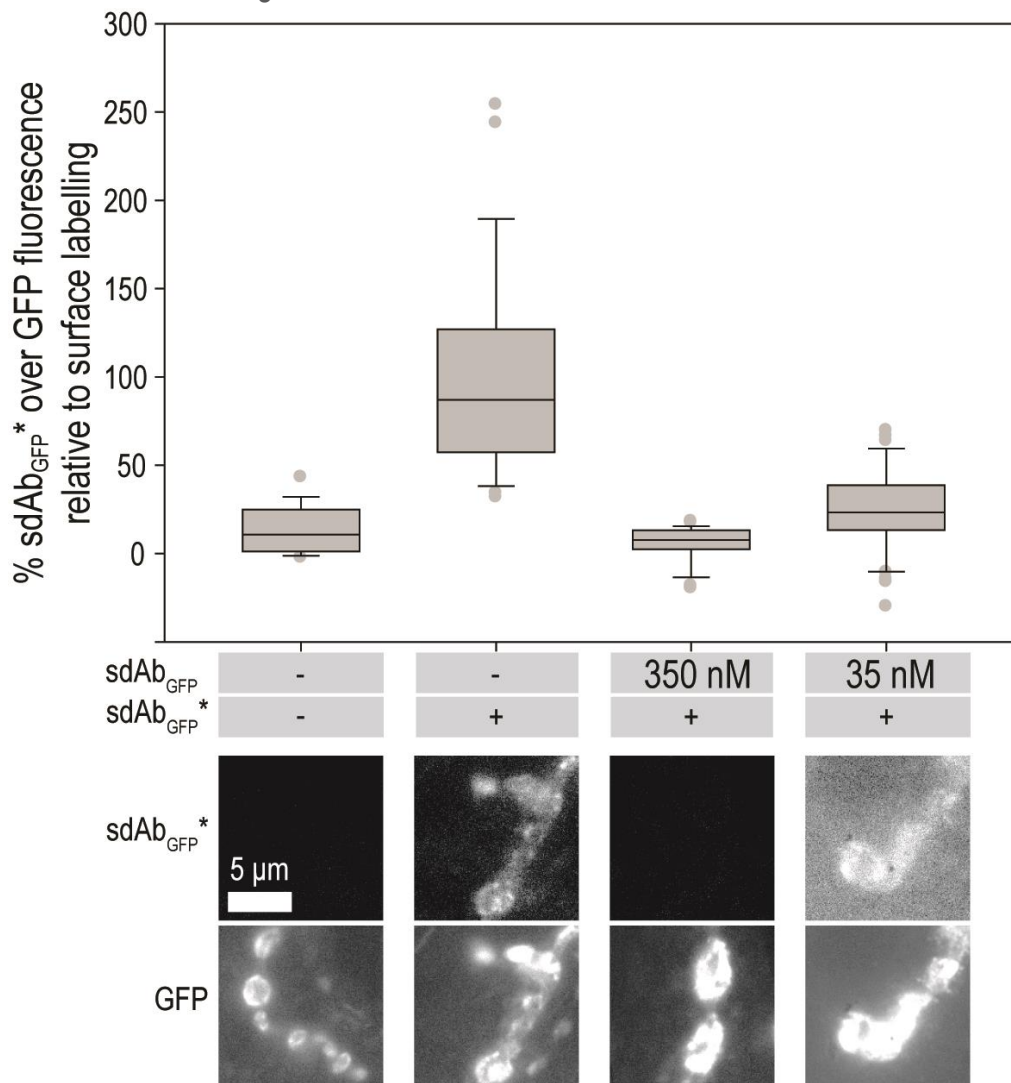 % sdAbGFP* over GFP fluorescence
relative to surface labelling
300
250
200
150
100
50
0
sdAbGFP - - 350 nM 35 nM
sdAbGFP* - + + +
sdAbGFP*
5 µm
GFP